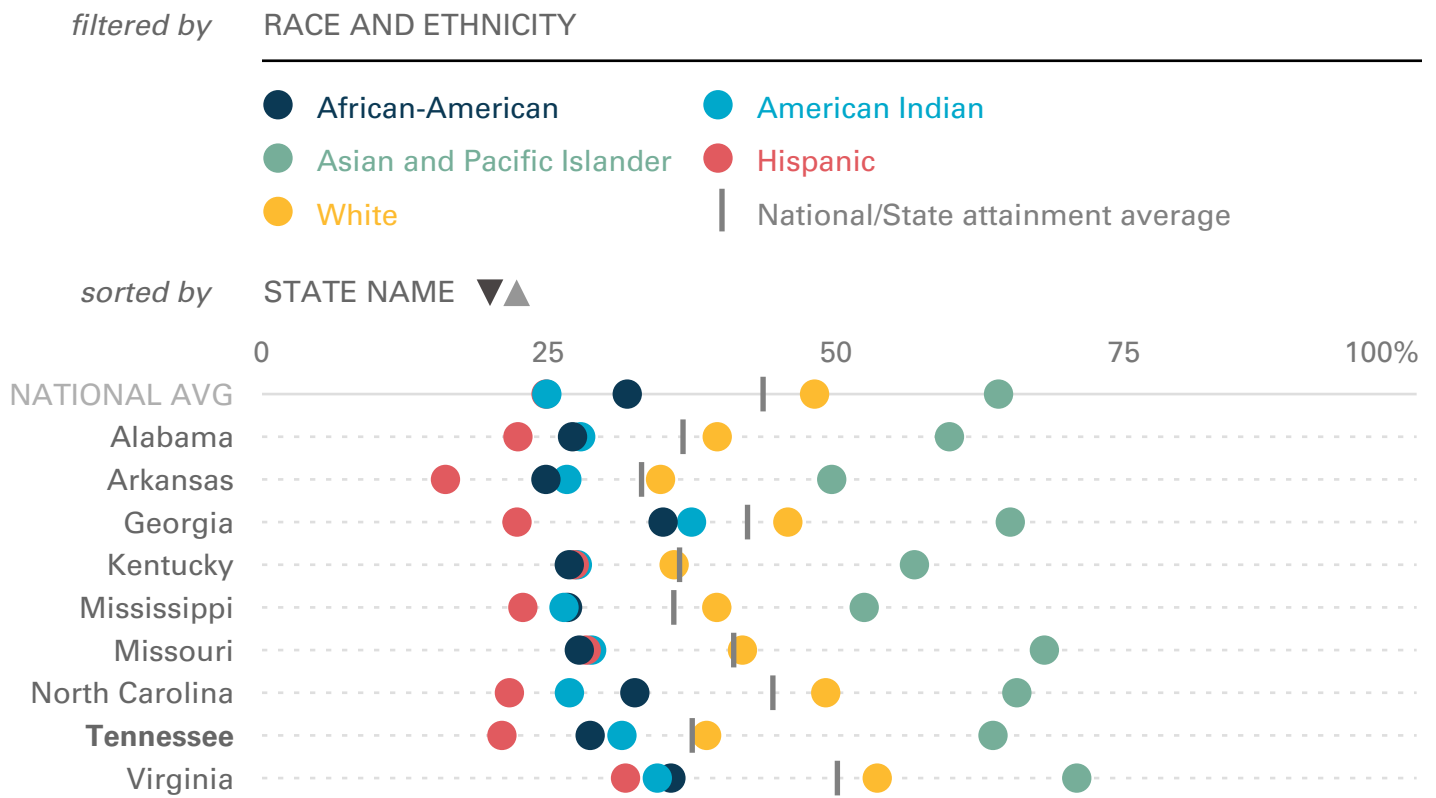 filtered by RACE AND ETHNICITY
African-American American Indian
Asian and Pacific Islander Hispanic
White National/State attainment average
sorted by STATE NAME
0 25 50 75 100%
NATIONAL AVG
Alabama
Arkansas
Georgia
Kentucky
Mississippi
Missouri
North Carolina
Tennessee
Virginia